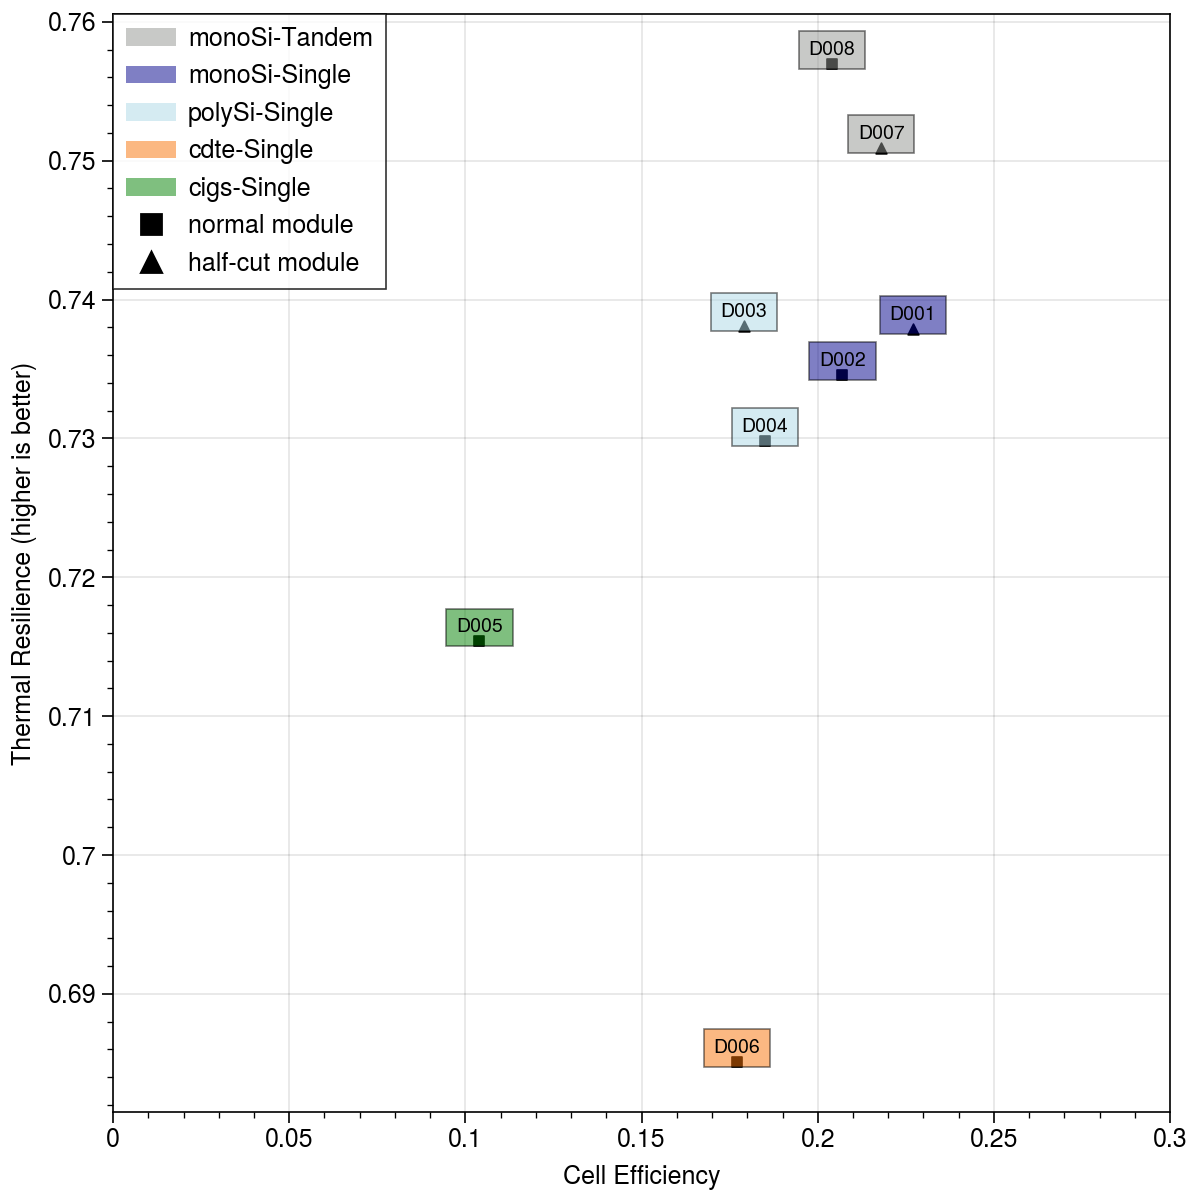 monoSi-Tandem
monoSi-Single
polySi-Single
cdte-Single
cigs-Single
normal module
half-cut module
D008
D007
D003
D001
D002
D004
D005
D006
0.76
0.75
0.74
0.73
0.72
0.71
0.7
0.69
Thermal Resilience (higher is better)
0
0.05
0.1
0.15
0.2
0.25
0.3
Cell Efficiency